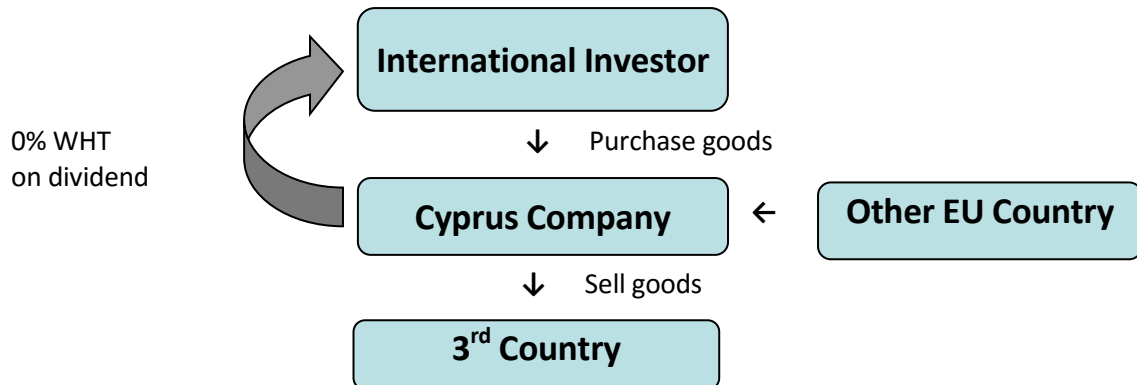 International Investor
0% WHT
on dividend
↓ Purchase goods
Cyprus Company
←
Other EU Country
↓ Sell goods
3rd Country